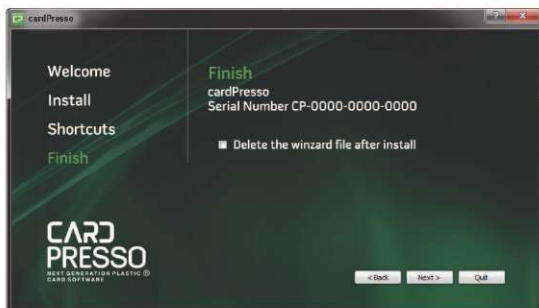 cardPresso
Welcome
Install
Shortcuts
Finish
Finish
cardPresso
Serial Number CP-0000-0000-0000
Delete the winzard file after install
CARD
PRESSO
NEXT GENERATION PLASTIC ®
CARD SOFTWARE
< Back
Next >
Quit